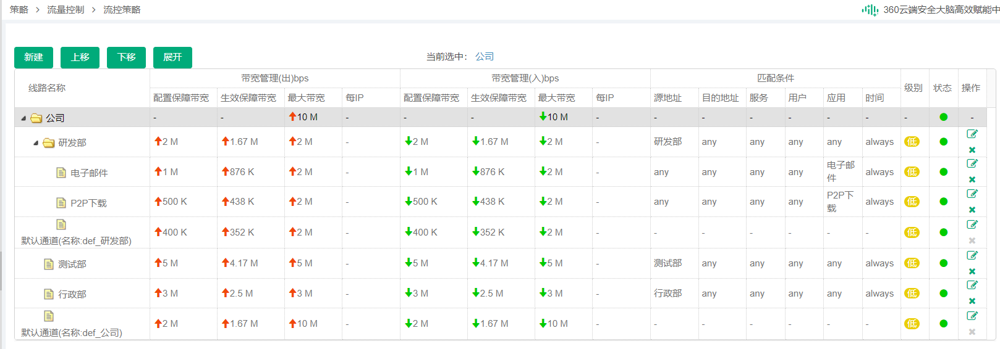 策略 > 流量控制 > 流控策略
360云端安全大脑高效赋能中
新建 上移 下移 展开 当前选中： 公司
线路名称 带宽管理(出)bps 带宽管理(入)bps 匹配条件 级别 状态 操作
配置保障带宽 生效保障带宽 最大带宽 每IP 配置保障带宽 生效保障带宽 最大带宽 每IP 源地址 目的地址 服务 用户 应用 时间
公司 - - 10 M - - - 10 M - - - - - - - - -
研发部 2 M 1.67 M 2 M - 2 M 1.67 M 2 M - 研发部 any any any any always 低
电子邮件 1 M 876 K 2 M - 1 M 876 K 2 M - any any any any 电子邮件 always 低
P2P下载 500 K 438 K 2 M - 500 K 438 K 2 M - any any any any P2P下载 always 低
默认通道(名称:def_研发部) 400 K 352 K 2 M - 400 K 352 K 2 M - - - - - - - 低
测试部 5 M 4.17 M 5 M - 5 M 4.17 M 5 M - 测试部 any any any any always 低
行政部 3 M 2.5 M 3 M - 3 M 2.5 M 3 M - 行政部 any any any any always 低
默认通道(名称:def_公司) 2 M 1.67 M 10 M - 2 M 1.67 M 10 M - - - - - - - 低